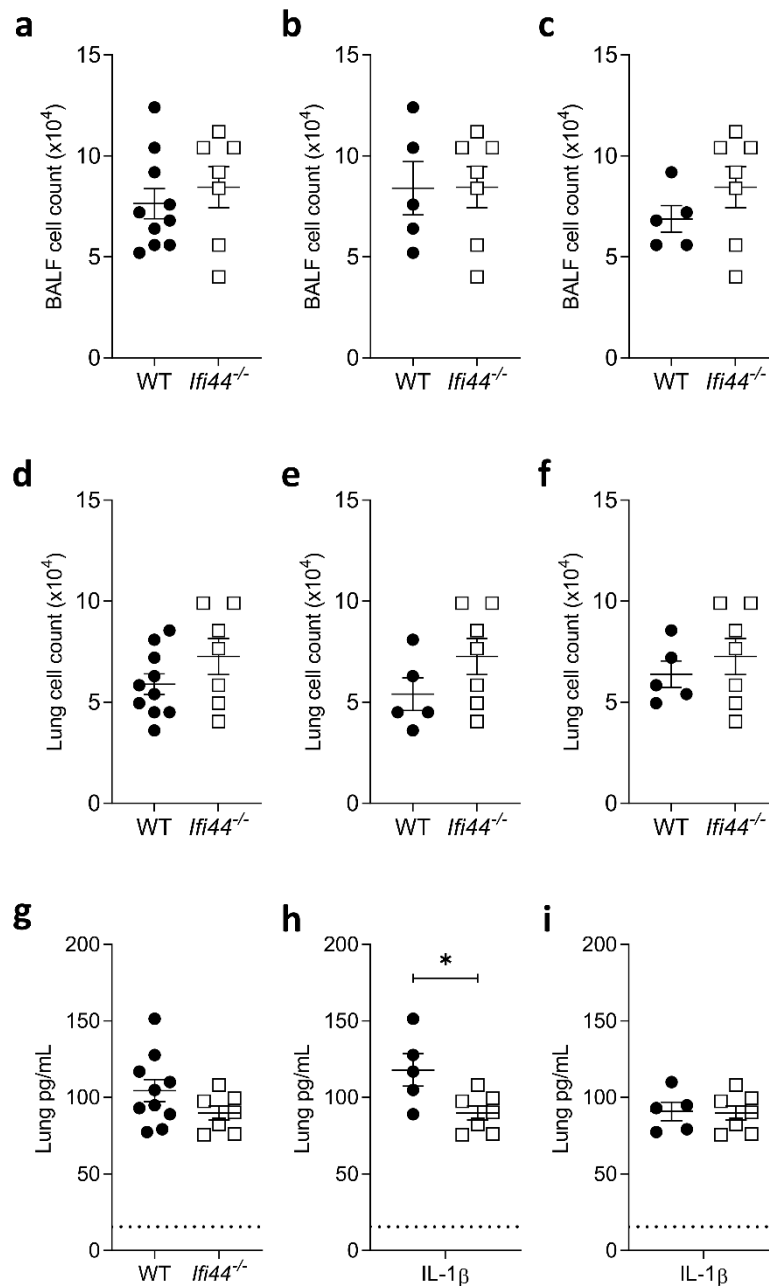 a
b
c
BALF cell count (x10⁴)
15
10
5
0
WT Ifi44⁻/⁻
BALF cell count (x10⁴)
15
10
5
0
WT Ifi44⁻/⁻
BALF cell count (x10⁴)
15
10
5
0
WT Ifi44⁻/⁻
d
e
f
Lung cell count (x10⁴)
15
10
5
0
WT Ifi44⁻/⁻
Lung cell count (x10⁴)
15
10
5
0
WT Ifi44⁻/⁻
Lung cell count (x10⁴)
15
10
5
0
WT Ifi44⁻/⁻
g
h
i
Lung pg/mL
200
150
100
50
0
WT Ifi44⁻/⁻
Lung pg/mL
200
150
100
50
0
*
IL-1β
Lung pg/mL
200
150
100
50
0
IL-1β